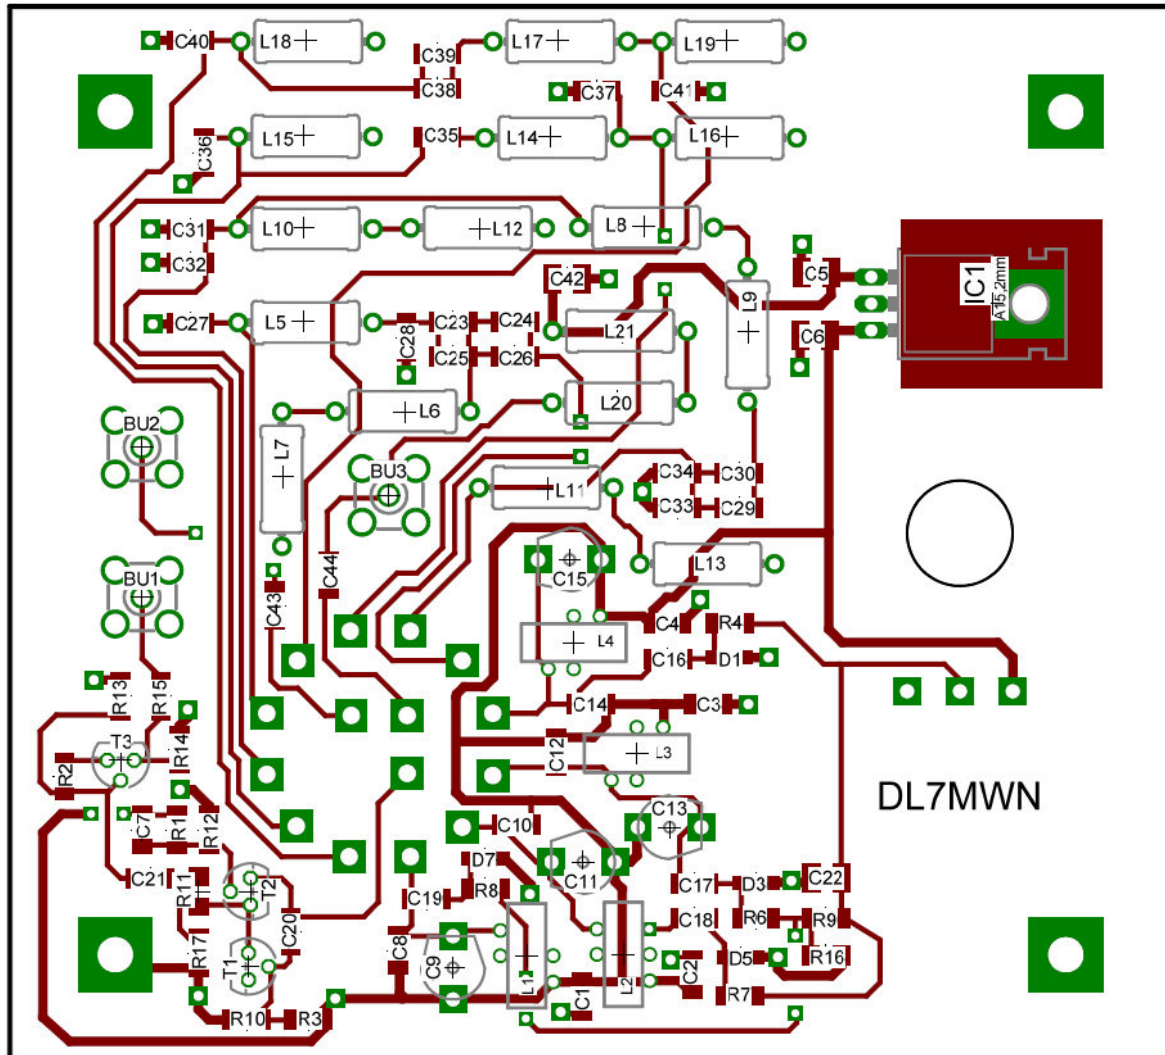 C40 L18 L17 L19
C39
C38 C37 C41
C36 L15 C35 L14 L16
C31 L10 L12 L8
C32 C42 C5
L9 IC1
A15,2mm
C27 L5 C28 C23 C24 L21 C6
C25 C26
L6 L20
BU2 L7
BU3 L11 C34 C30
C33 C29
C15 L13
BU1 C43 C44
L4 C4 R4
C16 D1
R13 R15 C14 C3
T3 R14 C12 L3
R2
C7 R1 R12 C10 C13 DL7MWN
C21 R11 T2 D7 C11
R8 C17 D3 C22
C19
R17 C20 C8 C18 R6 R9
T1 C9 L1 L2 C2 D5 R16
C1 R7
R10 R3